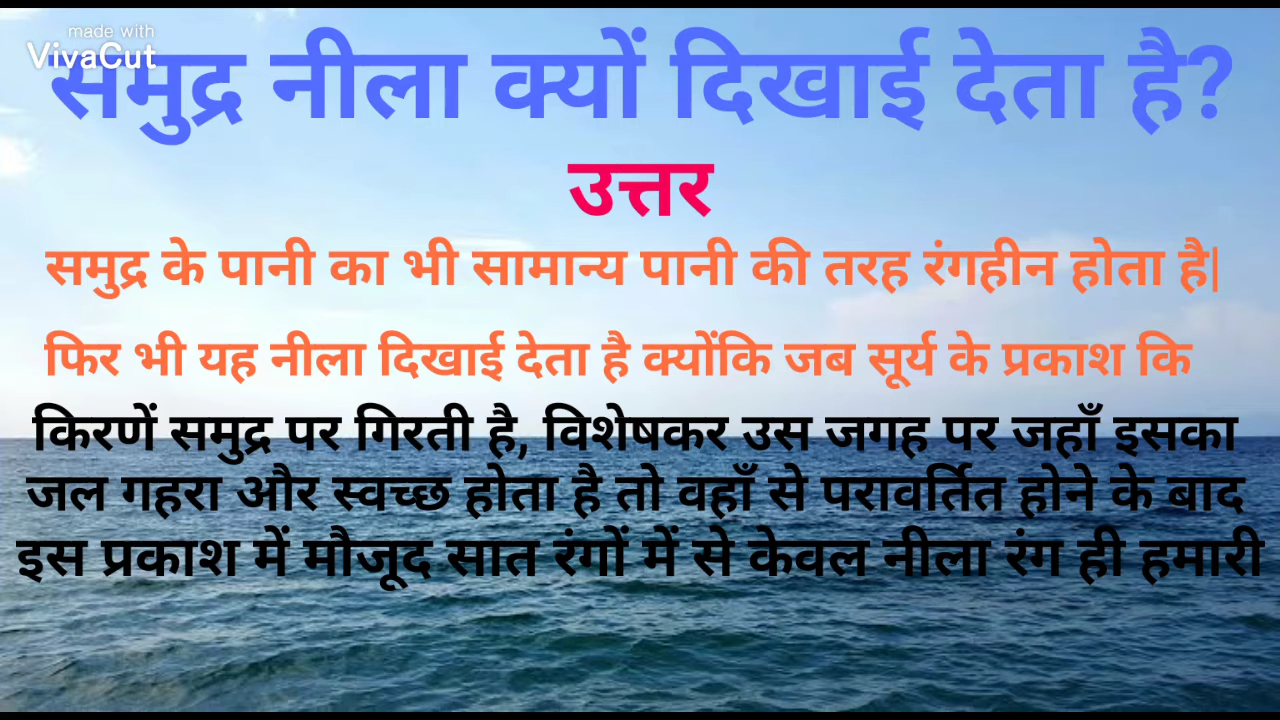 made with
VivaCut
समुद्र नीला क्यों दिखाई देता है?
उत्तर
समुद्र के पानी का भी सामान्य पानी की तरह रंगहीन होता है|
फिर भी यह नीला दिखाई देता है क्योंकि जब सूर्य के प्रकाश कि
किरणें समुद्र पर गिरती है, विशेषकर उस जगह पर जहाँ इसका
जल गहरा और स्वच्छ होता है तो वहाँ से परावर्तित होने के बाद
इस प्रकाश में मौजूद सात रंगों में से केवल नीला रंग ही हमारी